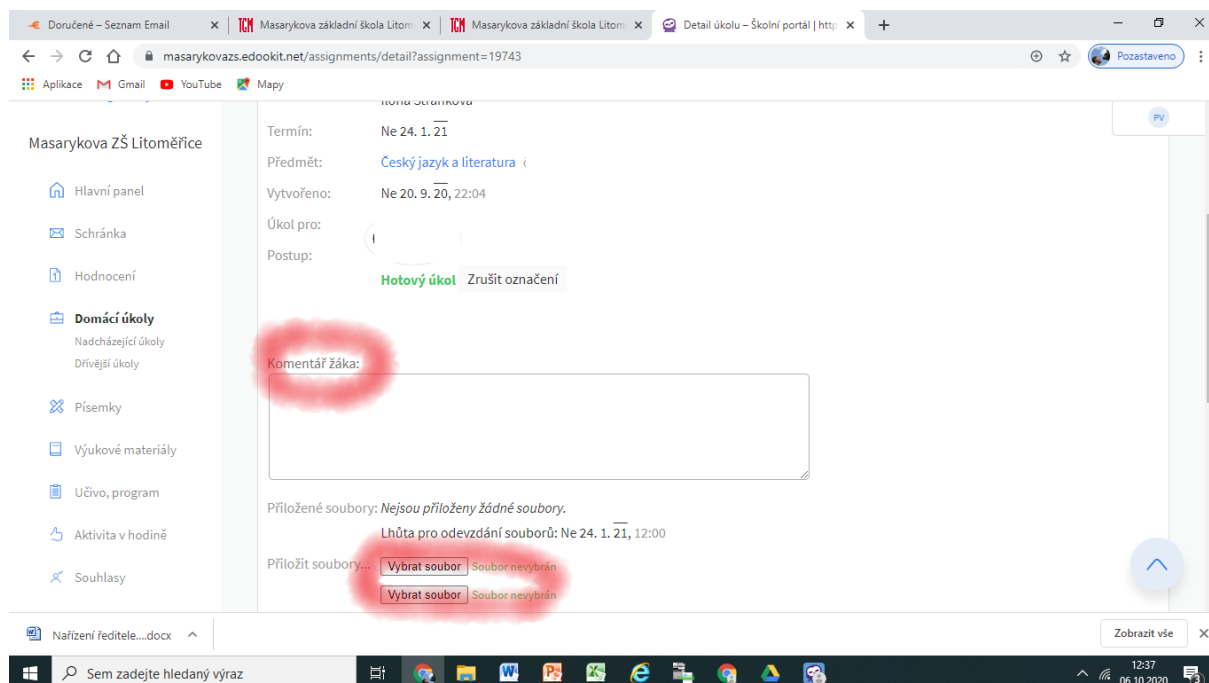 Doručené – Seznam Email
Masarykova základní škola Litom
Masarykova základní škola Litom
Detail úkolu – Školní portál | http
masarykovazs.edookit.net/assignments/detail?assignment=19743
Pozastaveno
Aplikace
Gmail
YouTube
Mapy
PV
Masarykova ZŠ Litoměřice
Hlavní panel
Schránka
Hodnocení
Domácí úkoly
Nadcházející úkoly
Dřívější úkoly
Písemky
Výukové materiály
Učivo, program
Aktivita v hodině
Souhlasy
Ilona Stráňková
Termín: Ne 24. 1. 21
Předmět: Český jazyk a literatura
Vytvořeno: Ne 20. 9. 20, 22:04
Úkol pro:
Postup:
Hotový úkol Zrušit označení
Komentář žáka:
Přiložené soubory: Nejsou přiloženy žádné soubory.
Lhůta pro odevzdání souborů: Ne 24. 1. 21, 12:00
Přiložit soubory... Vybrat soubor Soubor nevybrán
Vybrat soubor Soubor nevybrán
Nařízení ředitele....docx
Zobrazit vše
Sem zadejte hledaný výraz
12:37
06.10.2020